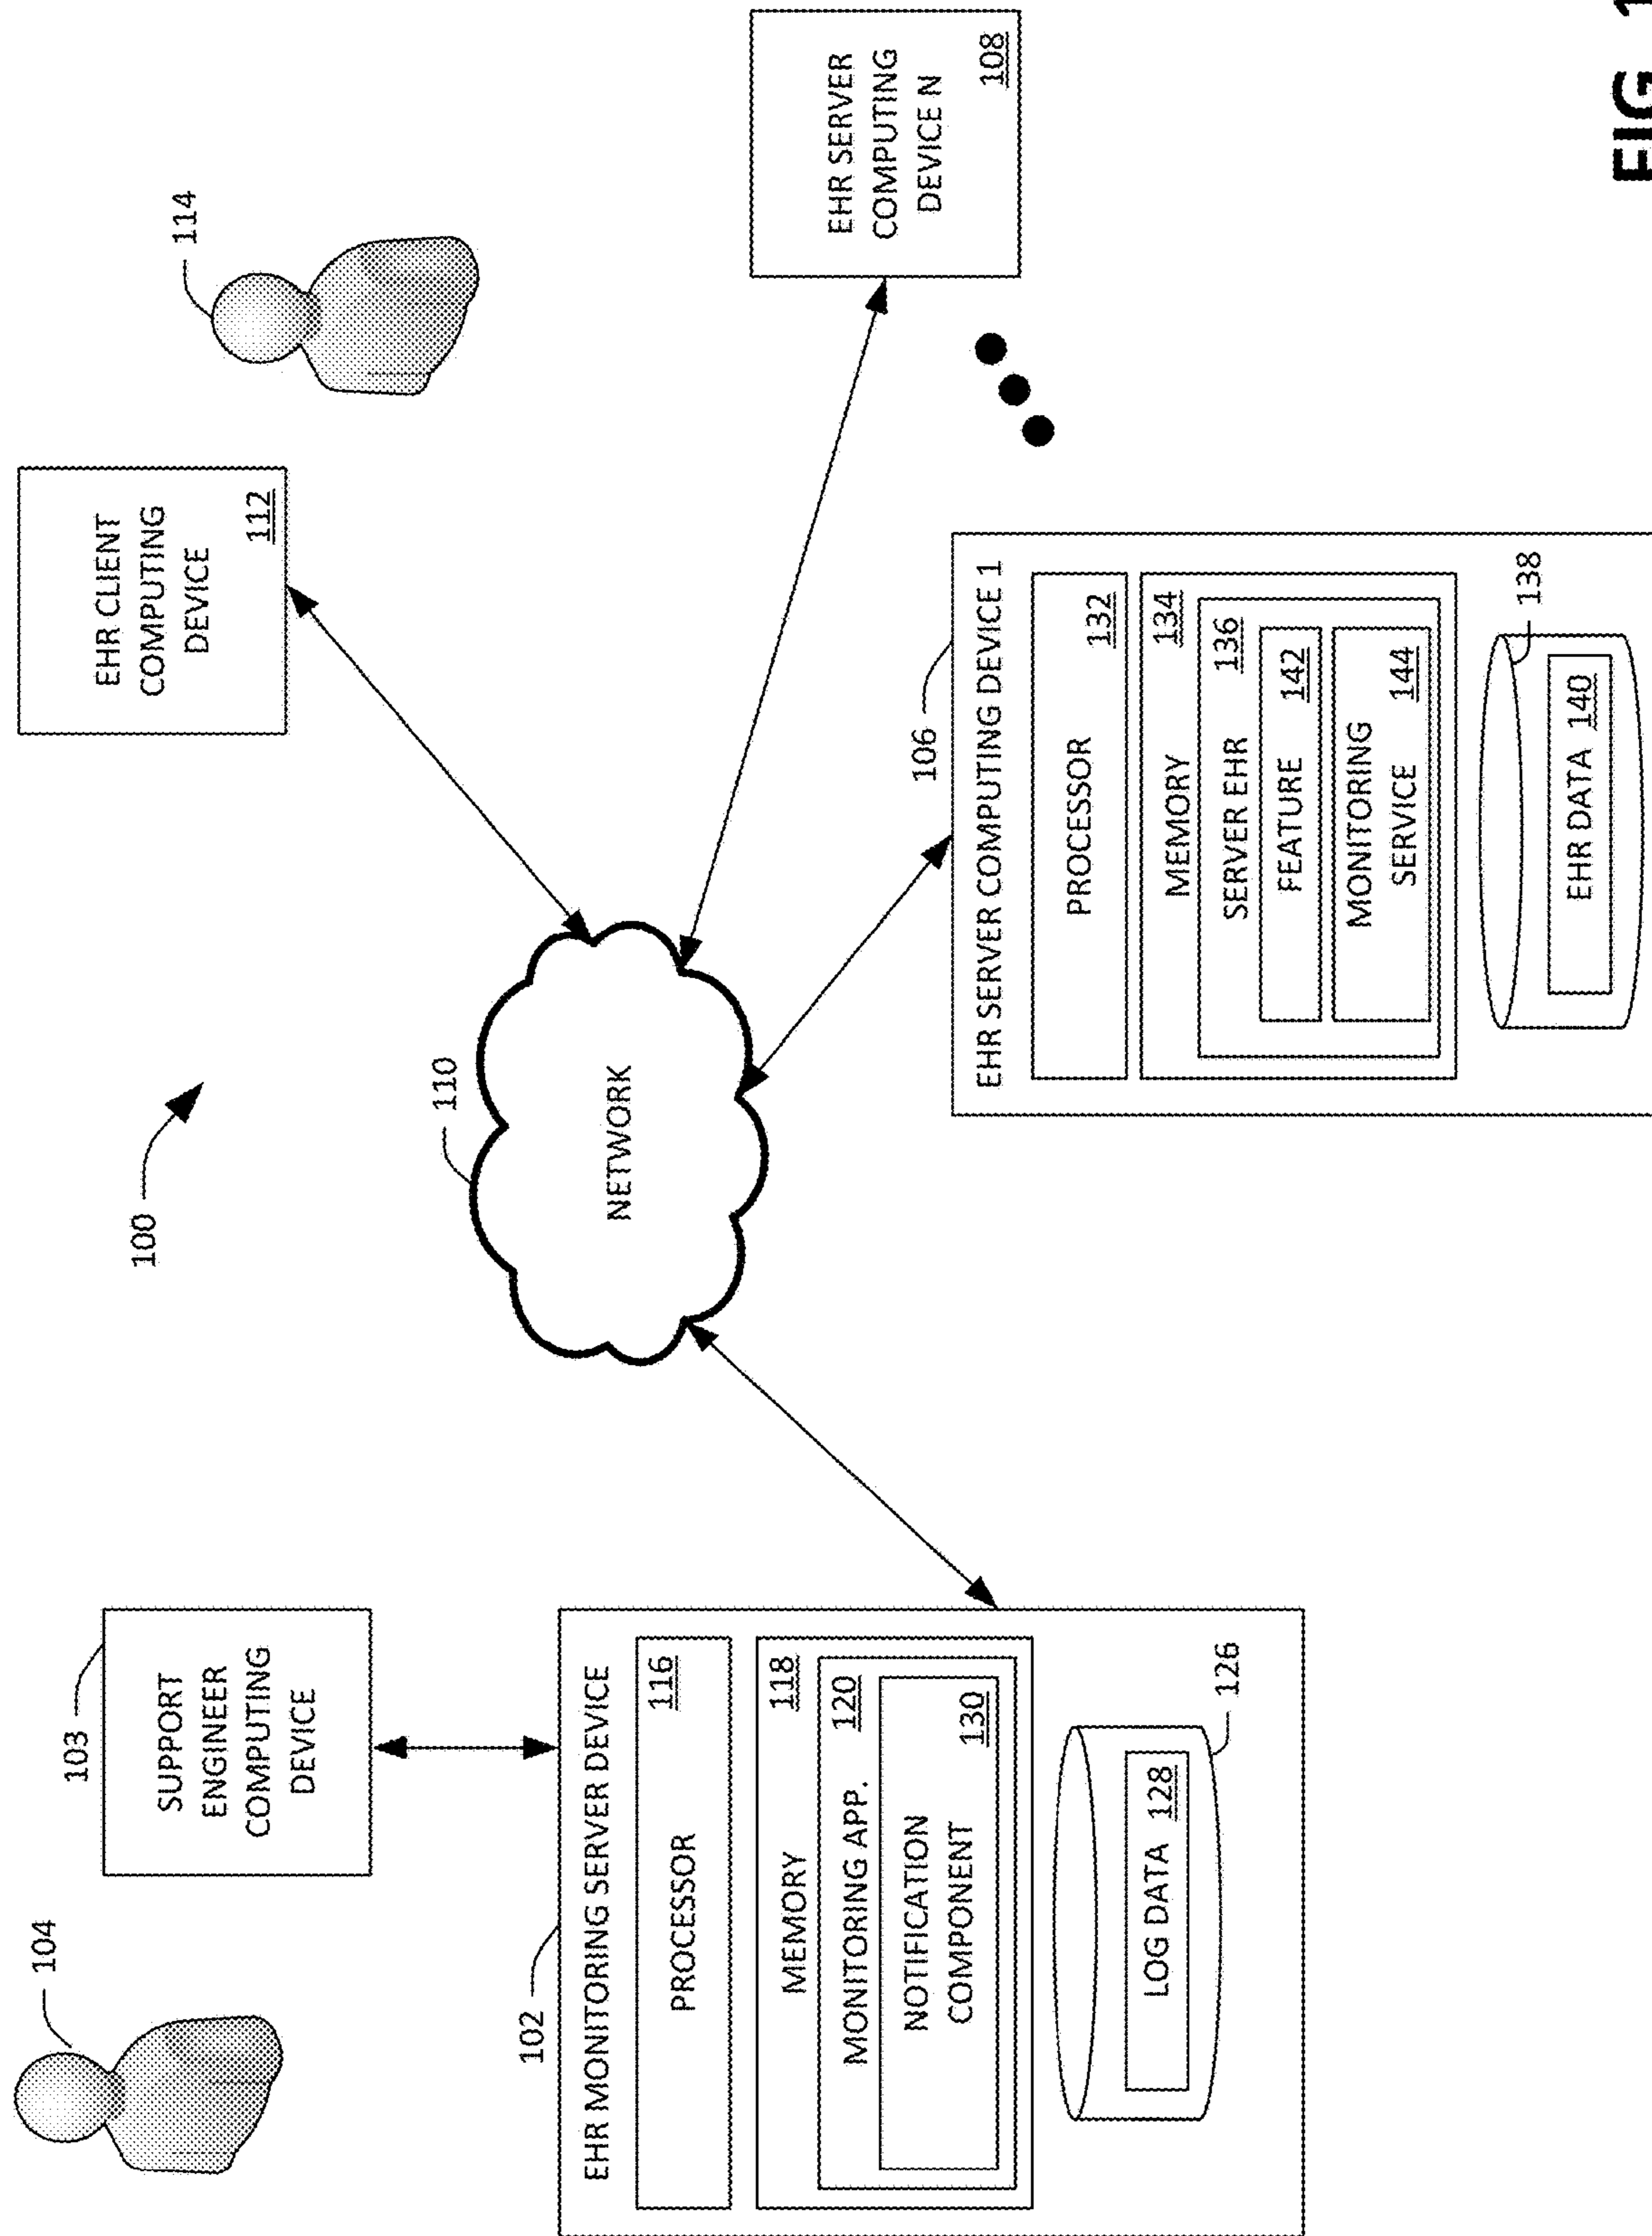 100
104
103
SUPPORT
ENGINEER
COMPUTING
DEVICE
102
EHR MONITORING SERVER DEVICE
PROCESSOR 116
MEMORY 118
MONITORING APP. 120
NOTIFICATION
COMPONENT 130
LOG DATA 128
126
110
NETWORK
EHR CLIENT
COMPUTING
DEVICE
112
114
106
EHR SERVER COMPUTING DEVICE 1
PROCESSOR
132
MEMORY 134
SERVER EHR 136
FEATURE 142
MONITORING
SERVICE 144
138
EHR DATA 140
EHR SERVER
COMPUTING
DEVICE N
108
FIG. 1